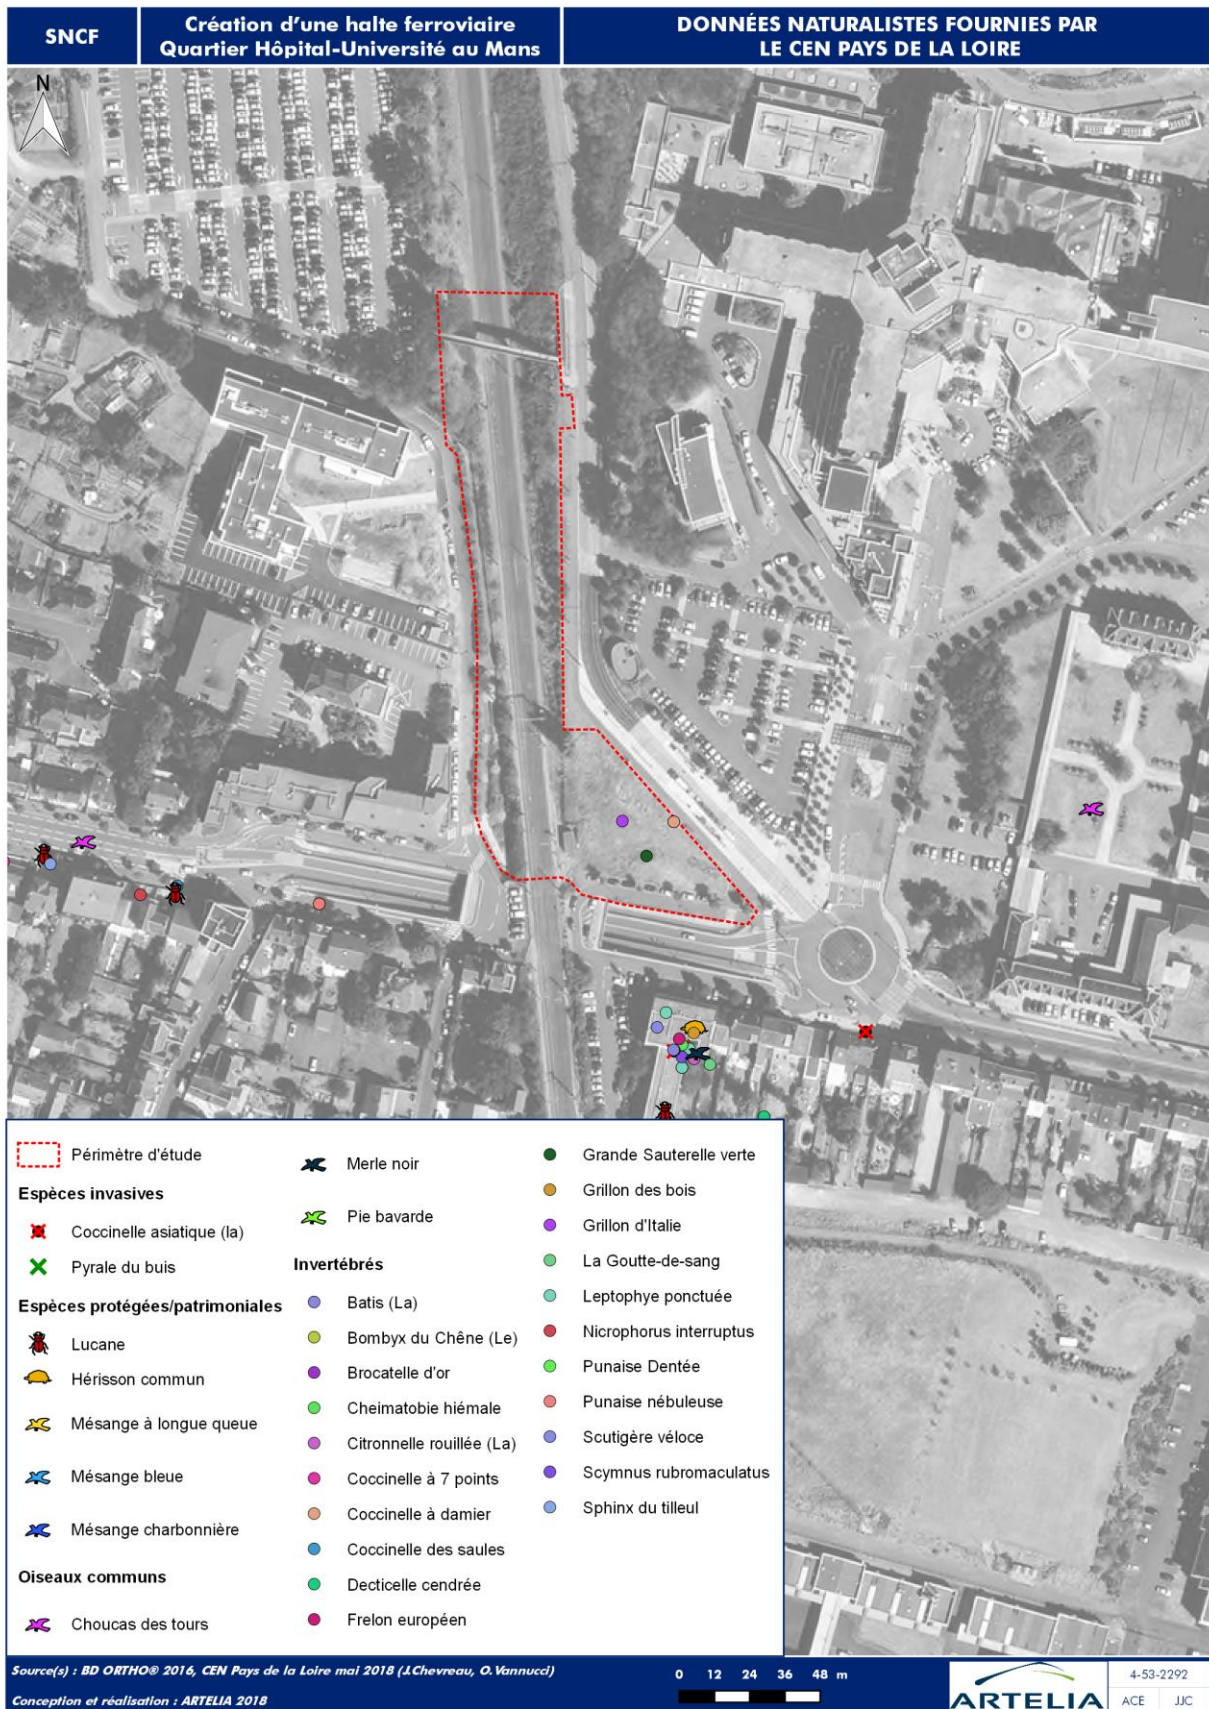 SNCF
Création d'une halte ferroviaire
Quartier Hôpital-Université au Mans
DONNÉES NATURALISTES FOURNIES PAR
LE CEN PAYS DE LA LOIRE
N
Périmètre d'étude
Espèces invasives
Coccinelle asiatique (la)
Pyrale du buis
Espèces protégées/patrimoniales
Lucane
Hérisson commun
Mésange à longue queue
Mésange bleue
Mésange charbonnière
Oiseaux communs
Choucas des tours
Merle noir
Pie bavarde
Invertébrés
Batis (La)
Bombyx du Chêne (Le)
Brocatelle d'or
Cheimatobie hiémale
Citronnelle rouillée (La)
Coccinelle à 7 points
Coccinelle à damier
Coccinelle des saules
Decticelle cendrée
Frelon européen
Grande Sauterelle verte
Grillon des bois
Grillon d'Italie
La Goutte-de-sang
Leptophye ponctuée
Nicrophorus interruptus
Punaise Dentée
Punaise nébuleuse
Scutigère véloce
Scymnus rubromaculatus
Sphinx du tilleul
Source(s) : BD ORTHO® 2016, CEN Pays de la Loire mai 2018 (J.Chevreau, O.Vannucci)
Conception et réalisation : ARTELIA 2018
0 12 24 36 48 m
ARTELIA
4-53-2292
ACE JJC